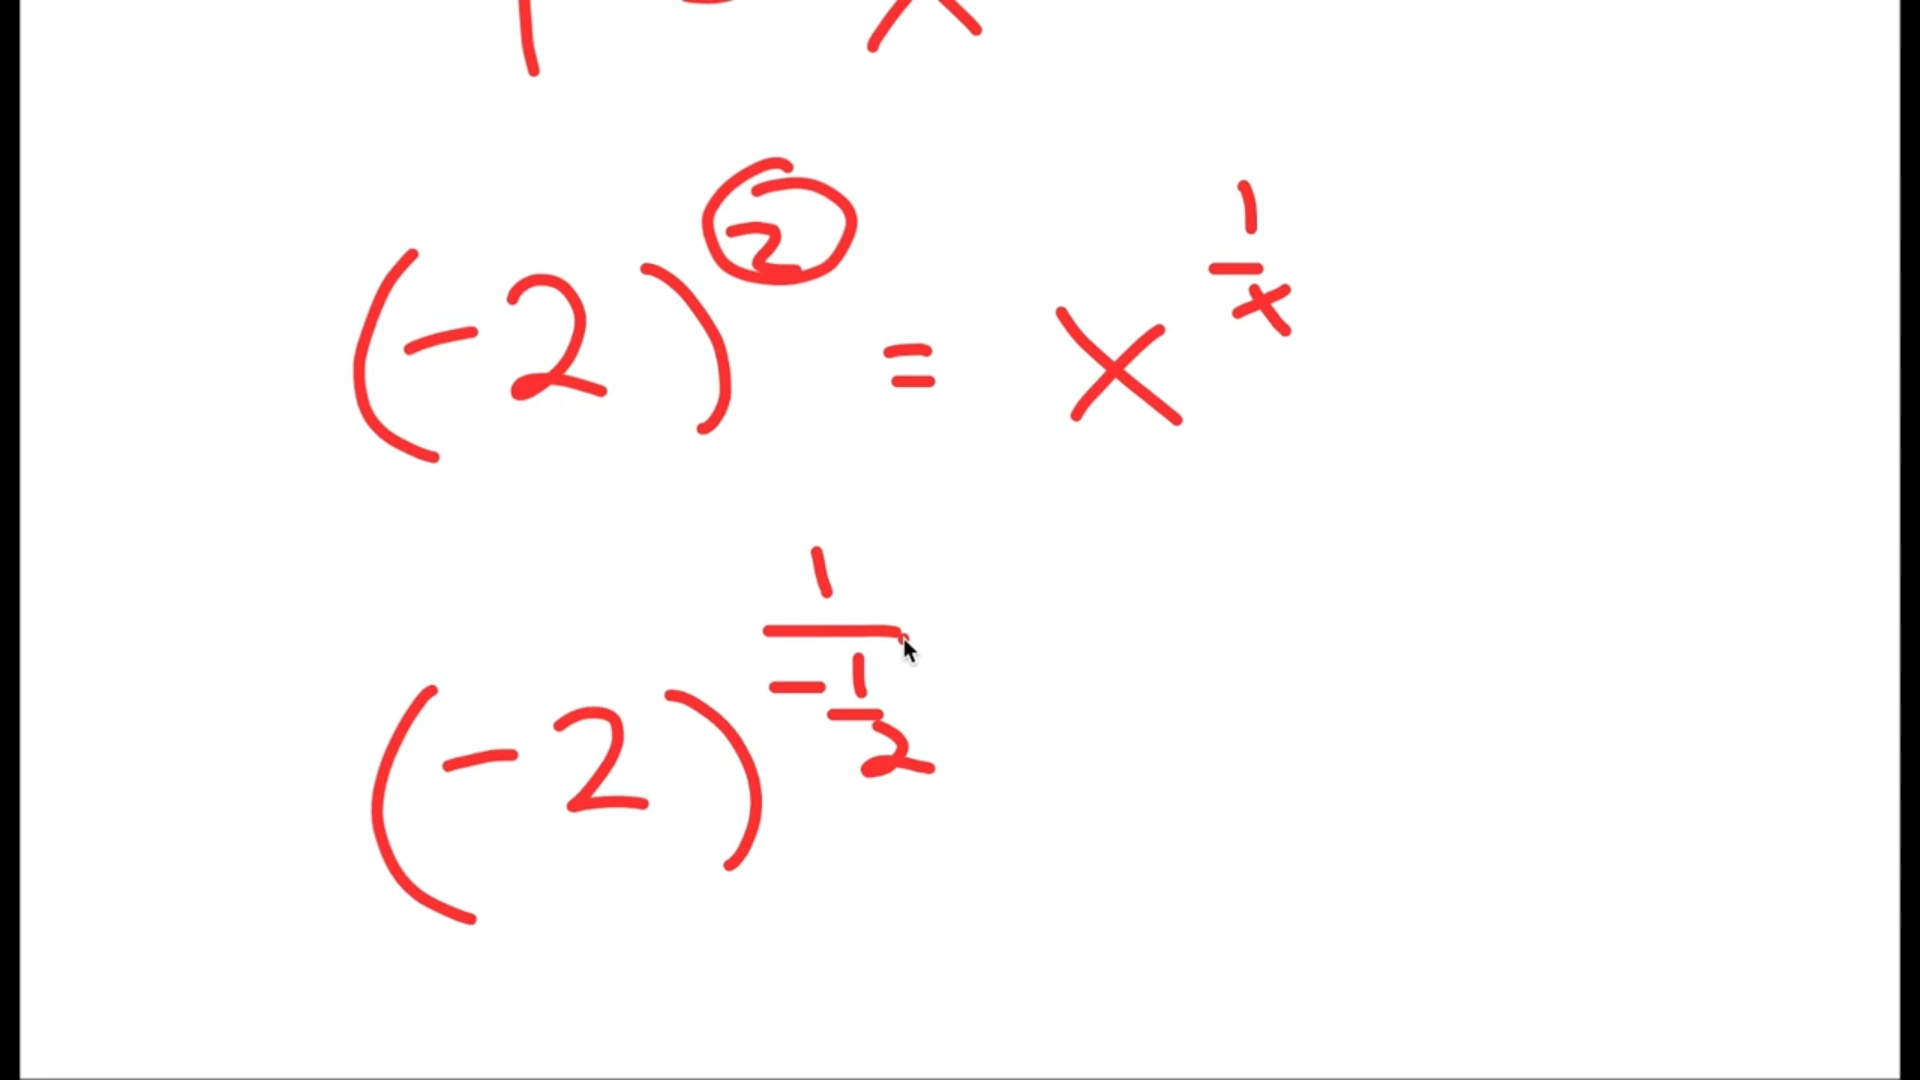 (-2)^2 = x^(1/x)
(-2)^(1/(-1/2))